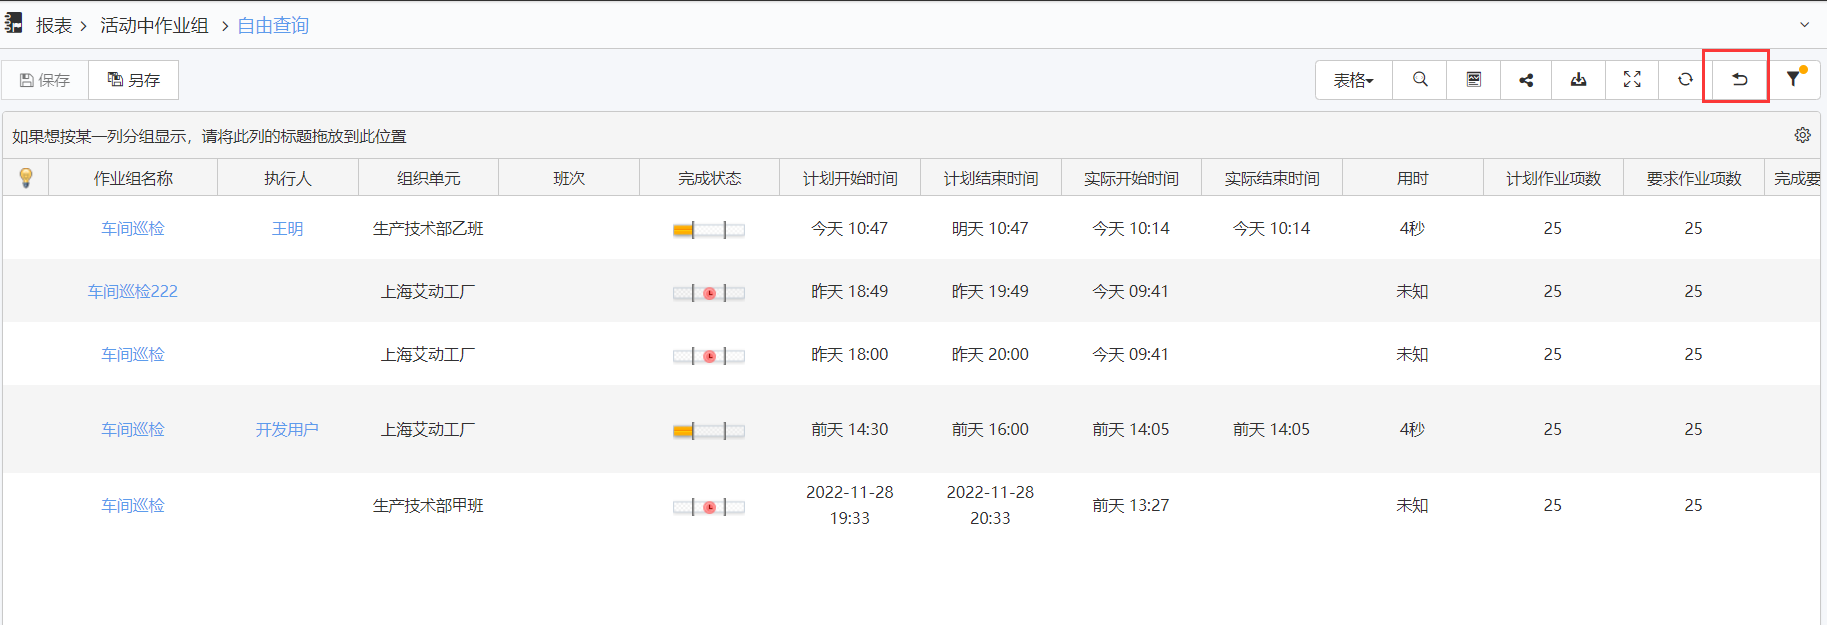 报表 > 活动中作业组 > 自由查询
保存 另存 表格
如果想按某一列分组显示，请将此列的标题拖放到此位置
作业组名称 执行人 组织单元 班次 完成状态 计划开始时间 计划结束时间 实际开始时间 实际结束时间 用时 计划作业项数 要求作业项数 完成要
车间巡检 王明 生产技术部乙班 今天 10:47 明天 10:47 今天 10:14 今天 10:14 4秒 25 25
车间巡检222 上海艾动工厂 昨天 18:49 昨天 19:49 今天 09:41 未知 25 25
车间巡检 上海艾动工厂 昨天 18:00 昨天 20:00 今天 09:41 未知 25 25
车间巡检 开发用户 上海艾动工厂 前天 14:30 前天 16:00 前天 14:05 前天 14:05 4秒 25 25
车间巡检 生产技术部甲班 2022-11-28 19:33 2022-11-28 20:33 前天 13:27 未知 25 25